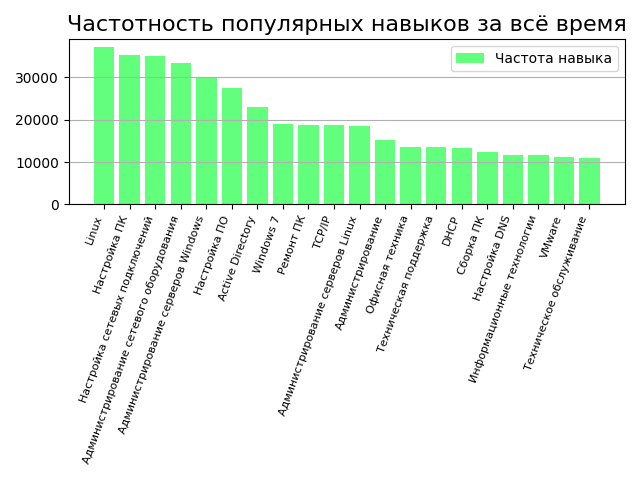 Частотность популярных навыков за всё время
Частота навыка
30000
20000
10000
0
Linux
Настройка ПК
Настройка сетевых подключений
Администрирование сетевого оборудования
Администрирование серверов Windows
Настройка ПО
Active Directory
Windows 7
Ремонт ПК
TCP/IP
Администрирование серверов Linux
Администрирование
Офисная техника
Техническая поддержка
DHCP
Сборка ПК
Настройка DNS
Информационные технологии
VMware
Техническое обслуживание